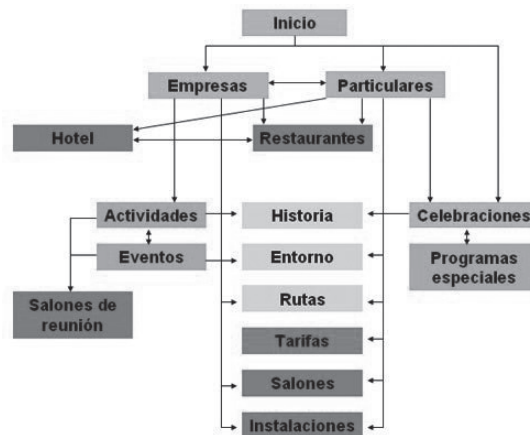 Inicio
Empresas
Particulares
Hotel
Restaurantes
Actividades
Historia
Celebraciones
Eventos
Entorno
Programas
especiales
Salones de
reunión
Rutas
Tarifas
Salones
Instalaciones